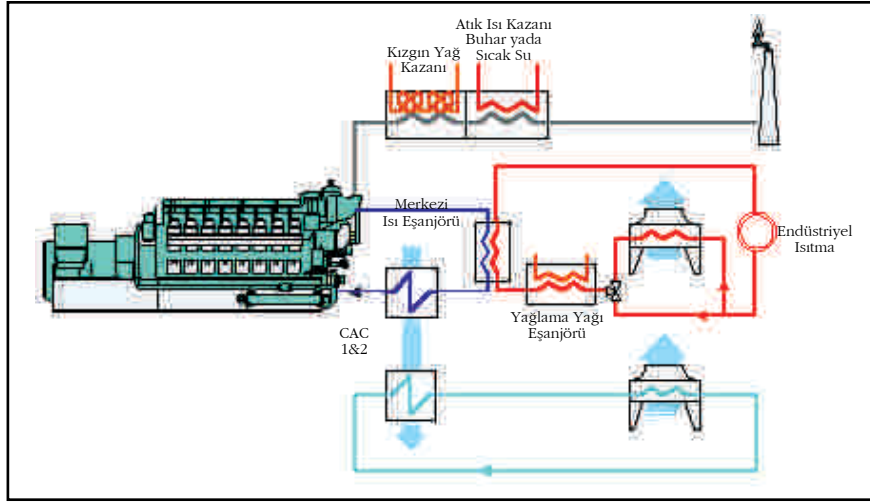 Atık Isı Kazanı
Buhar yada
Sıcak Su
Kızgın Yağ
Kazanı
Merkezi
Isı Eşanjörü
Endüstriyel
Isıtma
Yağlama Yağı
Eşanjörü
CAC
1&2